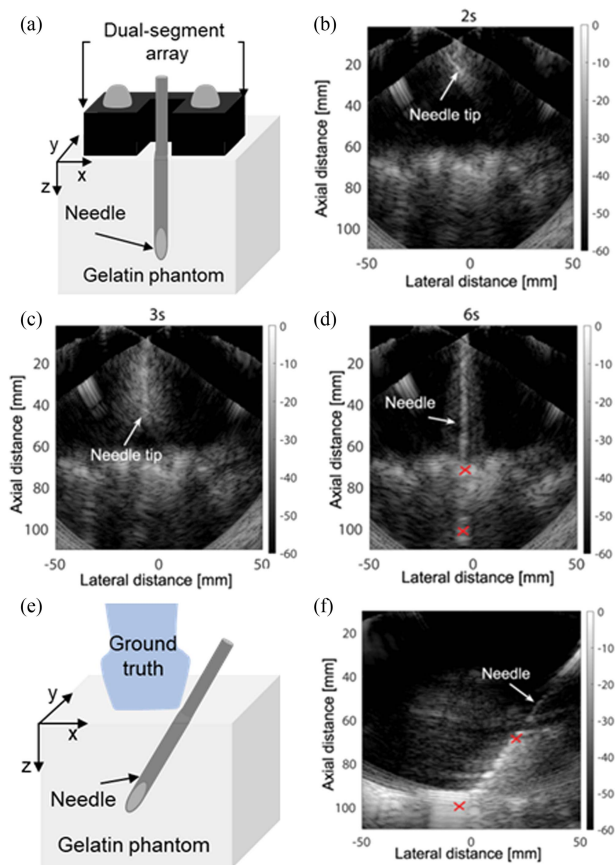 (a)
Dual-segment
array
y
x
z
Needle
Gelatin phantom
(b)
2s
Axial distance [mm]
20
40
60
80
100
Needle tip
-50
0
50
Lateral distance [mm]
0
-10
-20
-30
-40
-50
-60
(c)
3s
Axial distance [mm]
20
40
60
80
100
Needle tip
-50
0
50
Lateral distance [mm]
0
-10
-20
-30
-40
-50
-60
(d)
6s
Axial distance [mm]
20
40
60
80
100
Needle
-50
0
50
Lateral distance [mm]
0
-10
-20
-30
-40
-50
-60
(e)
Ground
truth
y
x
z
Needle
Gelatin phantom
(f)
Axial distance [mm]
20
40
60
80
100
Needle
-50
0
50
Lateral distance [mm]
0
-10
-20
-30
-40
-50
-60